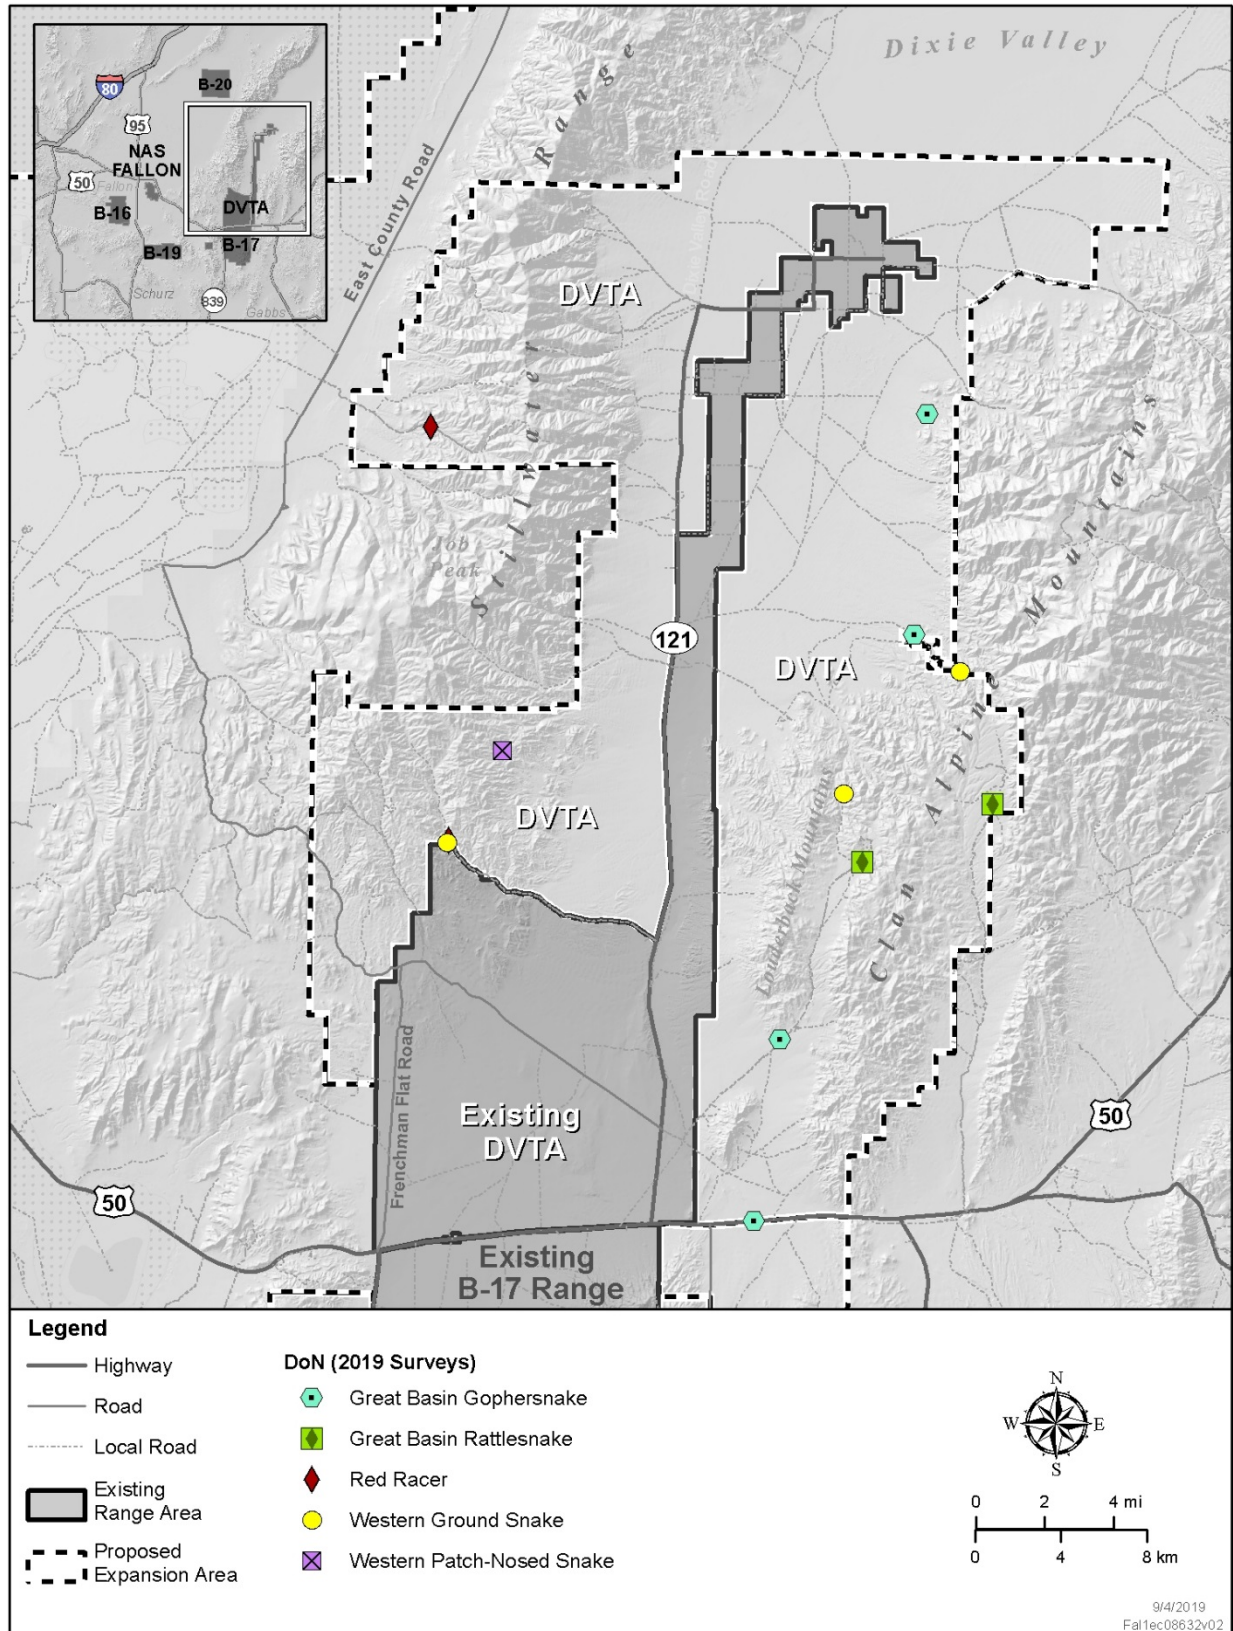 Dixie Valley
Range
B-20
80
95
NAS
FALLON
50
Fallon
B-16
DVTA
B-19
B-17
Schurz
839
Gabbs
East County Road
DVTA
Stillwater
Job
Peak
Mountains
121
DVTA
Alpine
DVTA
Louderback Mountains
Clan
Frenchman Flat Road
Existing
DVTA
50
50
Existing
B-17 Range
Legend
Highway
Road
Local Road
Existing
Range Area
Proposed
Expansion Area
DoN (2019 Surveys)
Great Basin Gophersnake
Great Basin Rattlesnake
Red Racer
Western Ground Snake
Western Patch-Nosed Snake
N
W E
S
0 2 4 mi
0 4 8 km
9/4/2019
Fal1ec08632v02